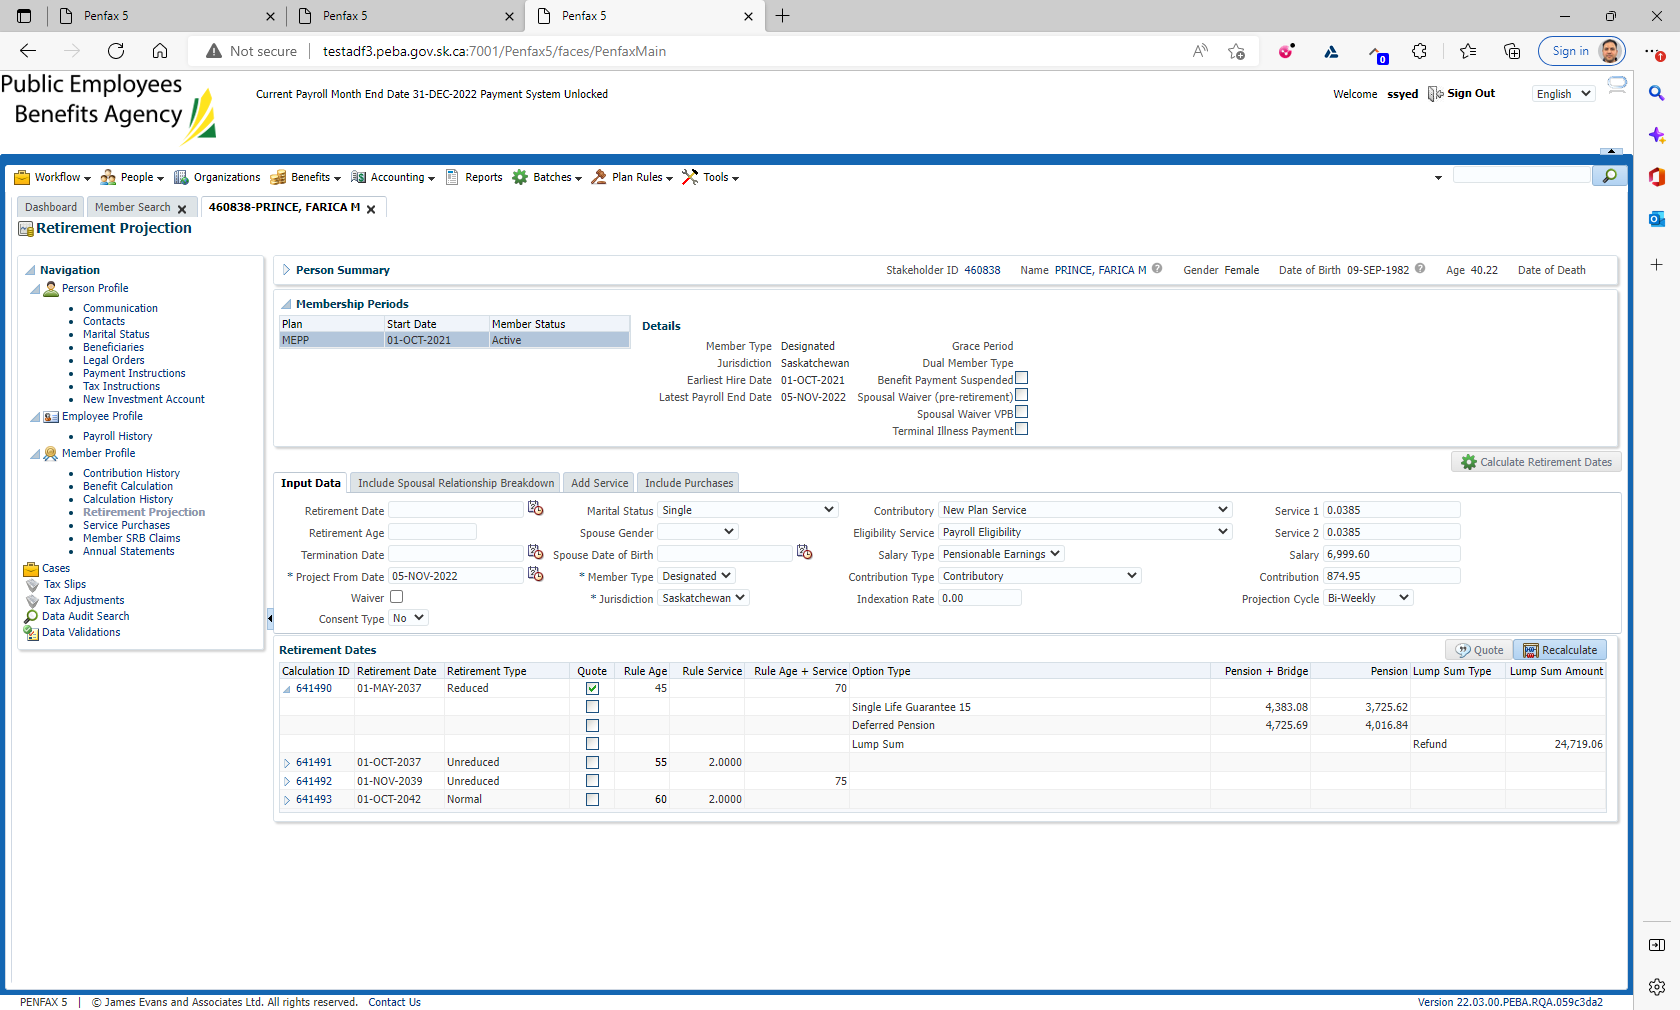 Penfax 5
Penfax 5
Penfax 5
Not secure
testadf3.peba.gov.sk.ca:7001/Penfax5/faces/PenfaxMain
0
Sign in
Public Employees
Benefits Agency
Current Payroll Month End Date 31-DEC-2022 Payment System Unlocked
Welcome ssyed Sign Out English
Workflow People Organizations Benefits Accounting Reports Batches Plan Rules Tools
Dashboard Member Search 460838-PRINCE, FARICA M
Retirement Projection
Navigation
Person Profile
Communication
Contacts
Marital Status
Beneficiaries
Legal Orders
Payment Instructions
Tax Instructions
New Investment Account
Employee Profile
Payroll History
Member Profile
Contribution History
Benefit Calculation
Calculation History
Retirement Projection
Service Purchases
Member SRB Claims
Annual Statements
Cases
Tax Slips
Tax Adjustments
Data Audit Search
Data Validations
Person Summary Stakeholder ID 460838 Name PRINCE, FARICA M Gender Female Date of Birth 09-SEP-1982 Age 40.22 Date of Death
Membership Periods
Plan Start Date Member Status
MEPP 01-OCT-2021 Active
Details
Member Type Designated Grace Period
Jurisdiction Saskatchewan Dual Member Type
Earliest Hire Date 01-OCT-2021 Benefit Payment Suspended
Latest Payroll End Date 05-NOV-2022 Spousal Waiver (pre-retirement)
Spousal Waiver VPB
Terminal Illness Payment
Calculate Retirement Dates
Input Data Include Spousal Relationship Breakdown Add Service Include Purchases
Retirement Date Marital Status Single Contributory New Plan Service Service 1 0.0385
Retirement Age Spouse Gender Eligibility Service Payroll Eligibility Service 2 0.0385
Termination Date Spouse Date of Birth Salary Type Pensionable Earnings Salary 6,999.60
* Project From Date 05-NOV-2022 * Member Type Designated Contribution Type Contributory Contribution 874.95
Waiver * Jurisdiction Saskatchewan Indexation Rate 0.00 Projection Cycle Bi-Weekly
Consent Type No
Retirement Dates Quote Recalculate
Calculation ID Retirement Date Retirement Type Quote Rule Age Rule Service Rule Age + Service Option Type Pension + Bridge Pension Lump Sum Type Lump Sum Amount
641490 01-MAY-2037 Reduced 45 70
Single Life Guarantee 15 4,383.08 3,725.62
Deferred Pension 4,725.69 4,016.84
Lump Sum Refund 24,719.06
641491 01-OCT-2037 Unreduced 55 2.0000
641492 01-NOV-2039 Unreduced 75
641493 01-OCT-2042 Normal 60 2.0000
PENFAX 5 | © James Evans and Associates Ltd. All rights reserved. Contact Us Version 22.03.00.PEBA.RQA.059c3da2